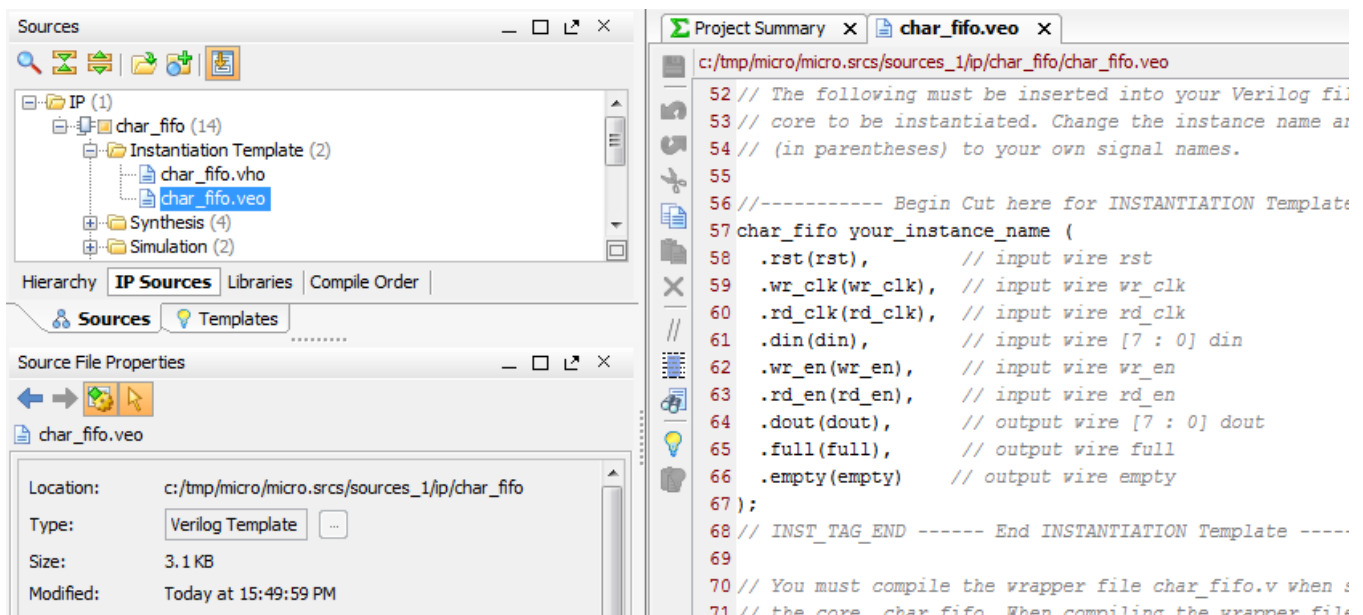 Sources
IP (1)
char_fifo (14)
Instantiation Template (2)
char_fifo.vho
char_fifo.veo
Synthesis (4)
Simulation (2)
Hierarchy IP Sources Libraries Compile Order
Sources Templates
Source File Properties
char_fifo.veo
Location: c:/tmp/micro/micro.srcs/sources_1/ip/char_fifo
Type: Verilog Template ...
Size: 3.1 KB
Modified: Today at 15:49:59 PM
Project Summary char_fifo.veo
c:/tmp/micro/micro.srcs/sources_1/ip/char_fifo/char_fifo.veo
52 // The following must be inserted into your Verilog
53 // core to be instantiated. Change the instance name
54 // (in parentheses) to your own signal names.
55
56 //----------- Begin Cut here for INSTANTIATION Template
57 char_fifo your_instance_name (
58 .rst(rst), // input wire rst
59 .wr_clk(wr_clk), // input wire wr_clk
60 .rd_clk(rd_clk), // input wire rd_clk
61 .din(din), // input wire [7 : 0] din
62 .wr_en(wr_en), // input wire wr_en
63 .rd_en(rd_en), // input wire rd_en
64 .dout(dout), // output wire [7 : 0] dout
65 .full(full), // output wire full
66 .empty(empty) // output wire empty
67 );
68 // INST_TAG_END ------ End INSTANTIATION Template -----
69
70 // You must compile the wrapper file char_fifo.v when
71 // the core, char_fifo. When compiling the wrapper file